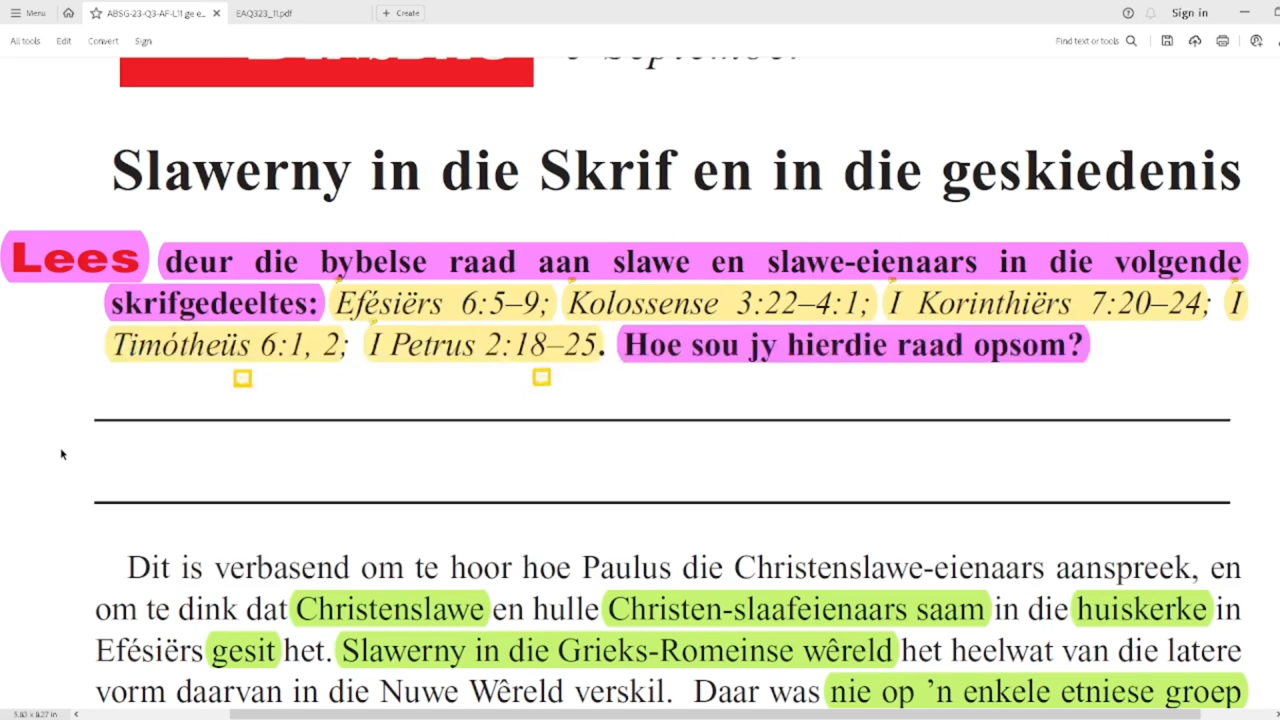 Menu
ABSG-23-Q3-AF-L11 ge e...
EAQ323_11.pdf
+ Create
Sign in
All tools Edit Convert Sign
Find text or tools
September
Slawerny in die Skrif en in die geskiedenis
Lees deur die bybelse raad aan slawe en slawe-eienaars in die volgende
skrifgedeeltes: Efésiërs 6:5–9; Kolossense 3:22–4:1; I Korinthiërs 7:20–24; I
Timótheüs 6:1, 2; I Petrus 2:18–25. Hoe sou jy hierdie raad opsom?
Dit is verbasend om te hoor hoe Paulus die Christenslawe-eienaars aanspreek, en
om te dink dat Christenslawe en hulle Christen-slaafeienaars saam in die huiskerke in
Efésiërs gesit het. Slawerny in die Grieks-Romeinse wêreld het heelwat van die latere
vorm daarvan in die Nuwe Wêreld verskil. Daar was nie op ’n enkele etniese groep
5.83 x 8.27 in